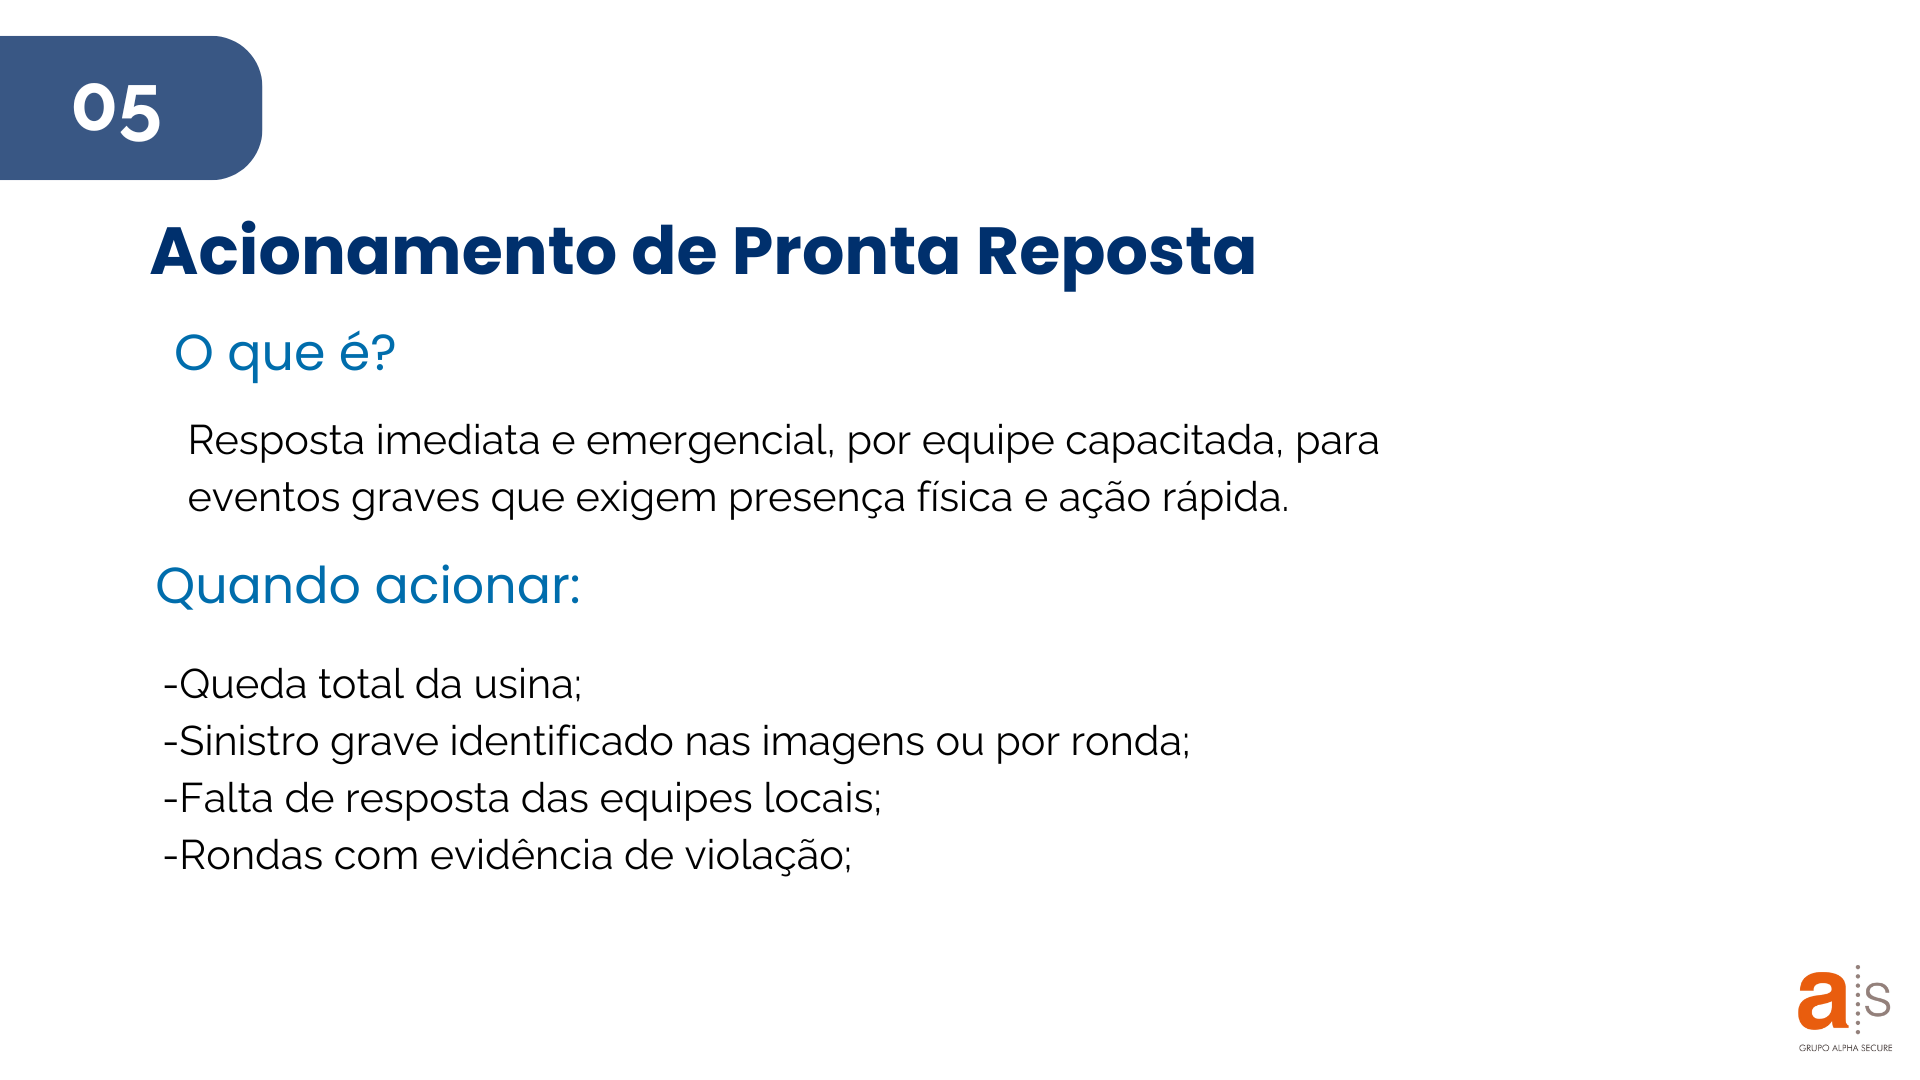 05
Acionamento de Pronta Reposta
O que é?
Resposta imediata e emergencial, por equipe capacitada, para
eventos graves que exigem presença física e ação rápida.
Quando acionar:
-Queda total da usina;
-Sinistro grave identificado nas imagens ou por ronda;
-Falta de resposta das equipes locais;
-Rondas com evidência de violação;
a s
GRUPO ALPHA SECURE